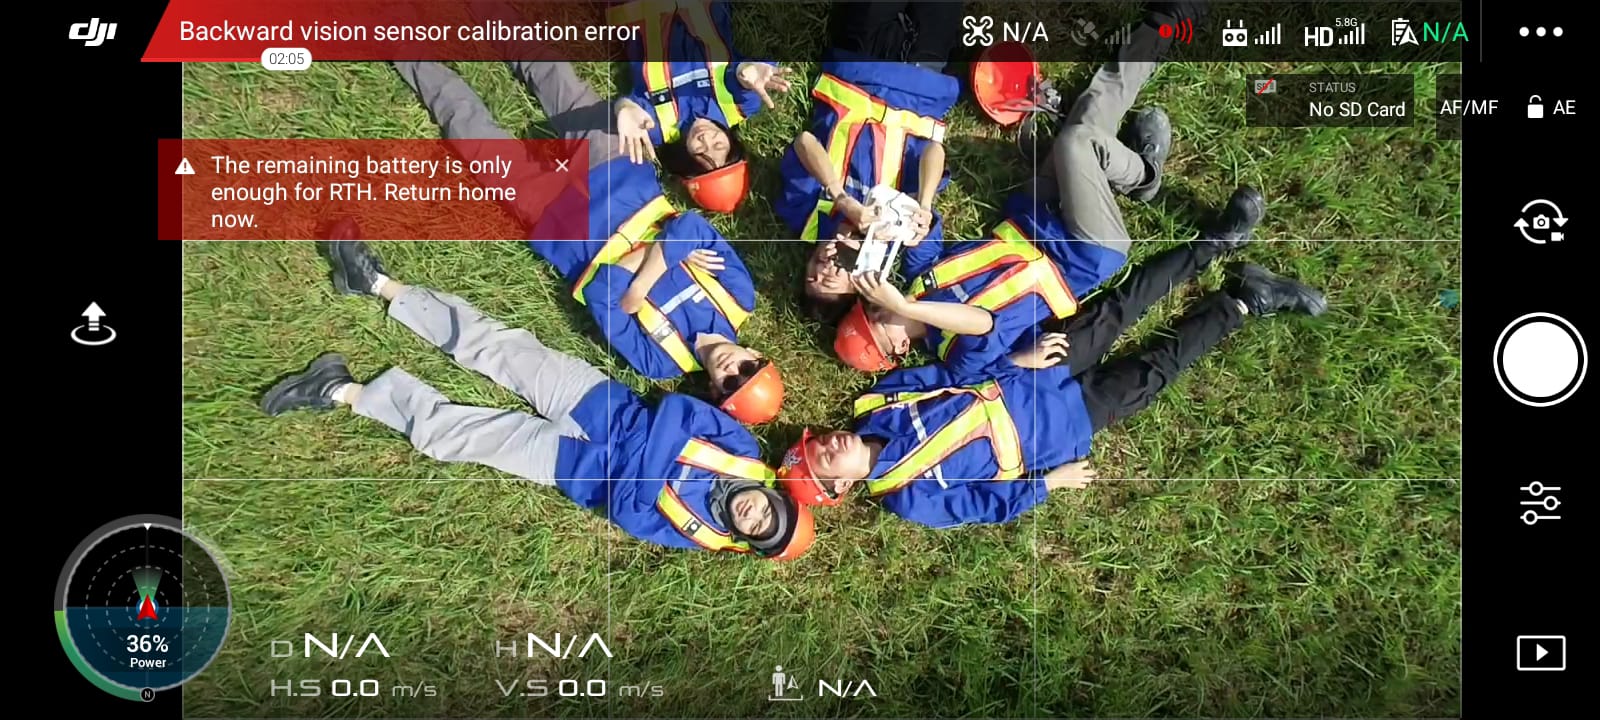 dji
Backward vision sensor calibration error
02:05
N/A
HD 5.8G
N/A
STATUS
No SD Card
AF/MF
AE
The remaining battery is only
enough for RTH. Return home
now.
36%
Power
N
D N/A
H N/A
H.S 0.0 m/s
V.S 0.0 m/s
N/A